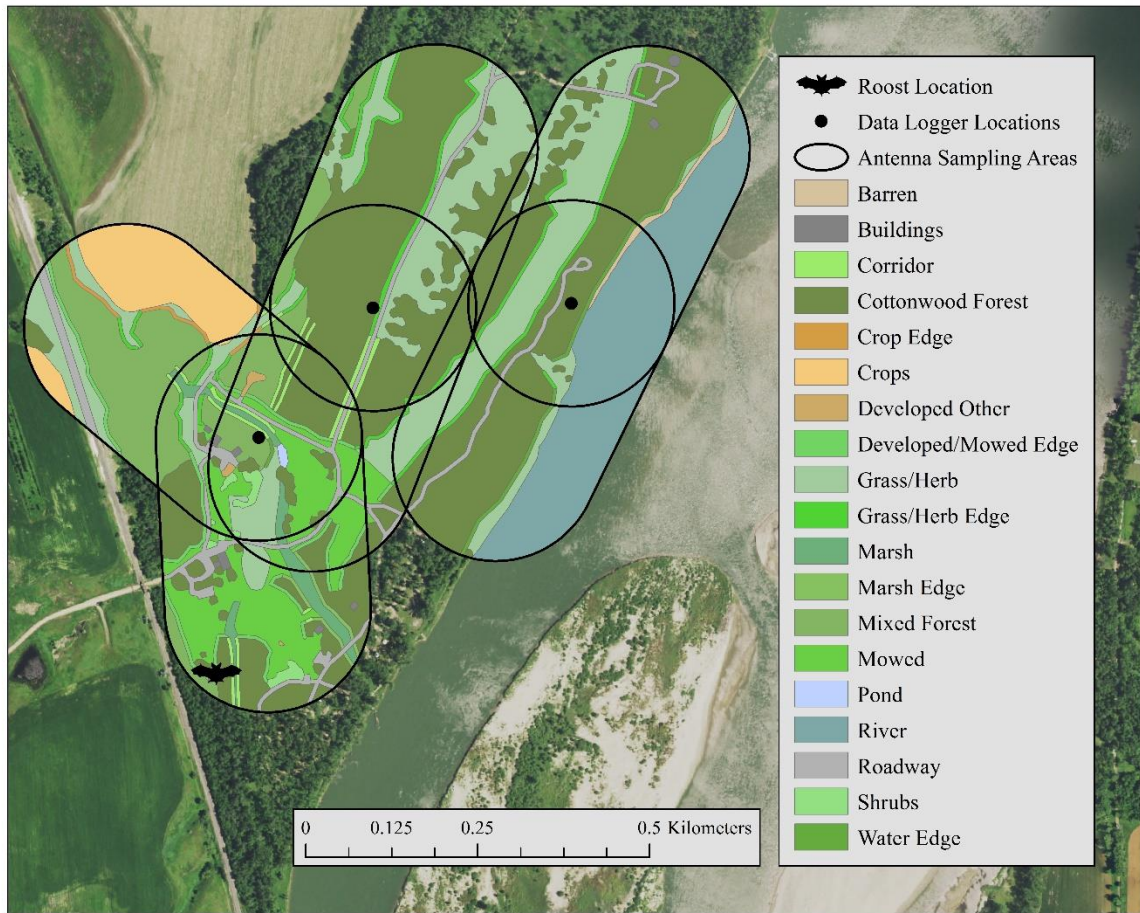 Roost Location
Data Logger Locations
Antenna Sampling Areas
Barren
Buildings
Corridor
Cottonwood Forest
Crop Edge
Crops
Developed Other
Developed/Mowed Edge
Grass/Herb
Grass/Herb Edge
Marsh
Marsh Edge
Mixed Forest
Mowed
Pond
River
Roadway
Shrubs
Water Edge
0 0.125 0.25 0.5 Kilometers